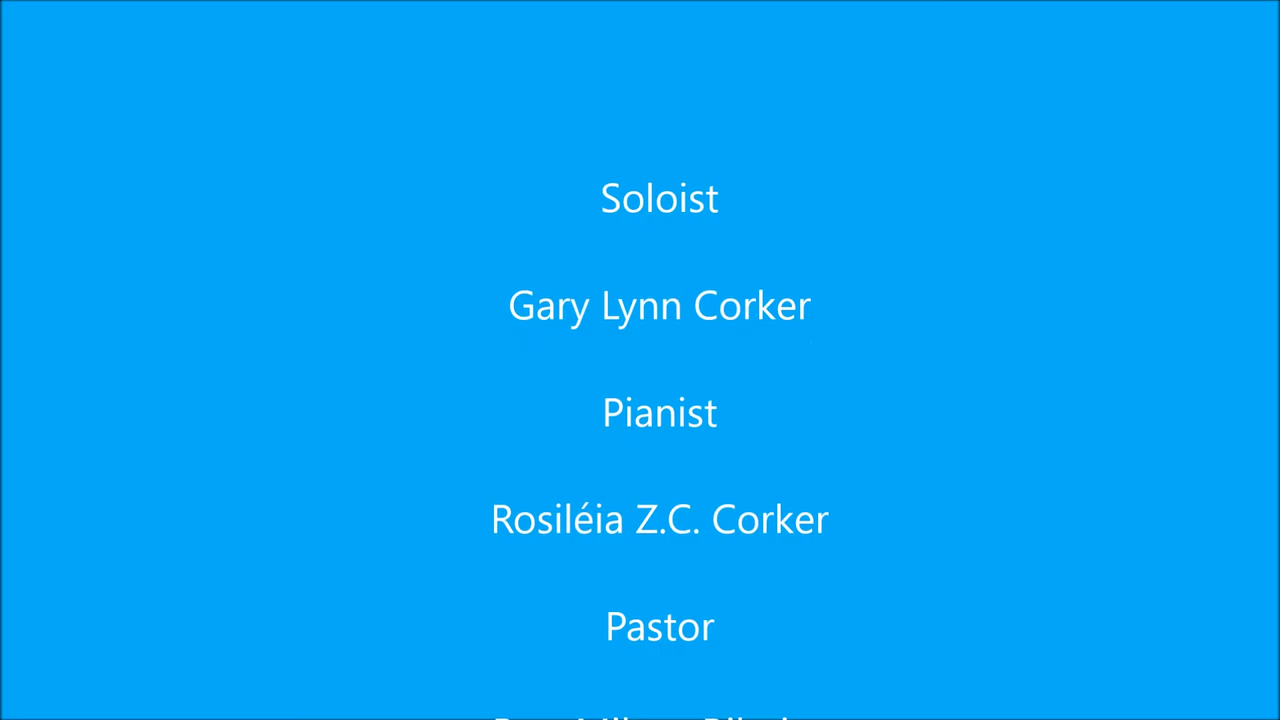 Soloist
Gary Lynn Corker
Pianist
Rosiléia Z.C. Corker
Pastor